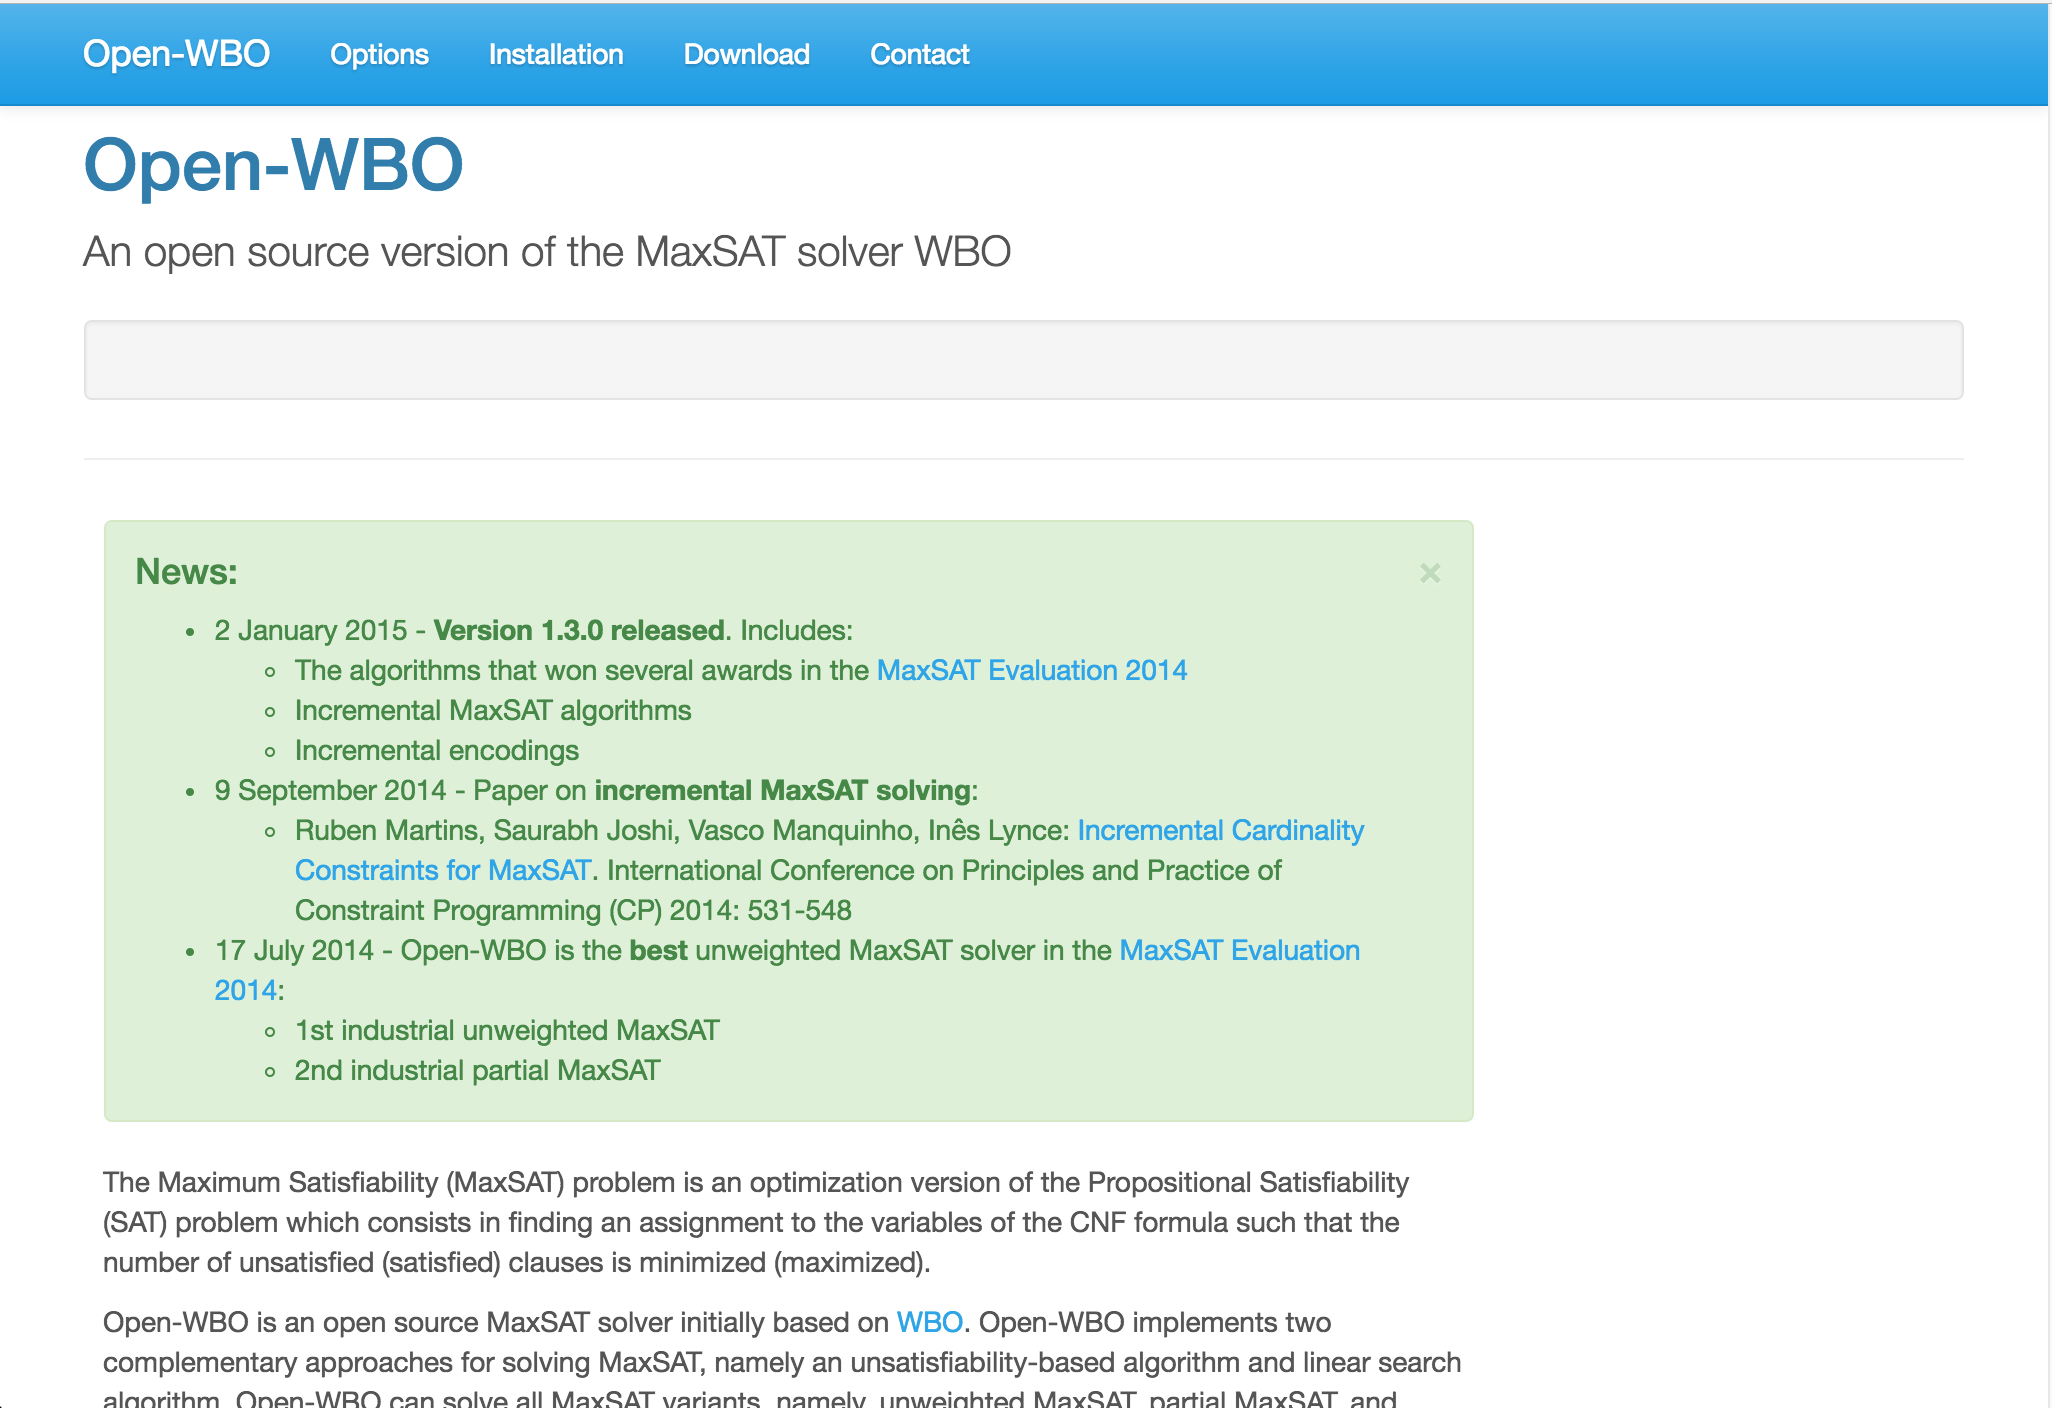 Open-WBO Options Installation Download Contact
Open-WBO
An open source version of the MaxSAT solver WBO
News:
×
• 2 January 2015 - Version 1.3.0 released. Includes:
◦ The algorithms that won several awards in the MaxSAT Evaluation 2014
◦ Incremental MaxSAT algorithms
◦ Incremental encodings
• 9 September 2014 - Paper on incremental MaxSAT solving:
◦ Ruben Martins, Saurabh Joshi, Vasco Manquinho, Inês Lynce: Incremental Cardinality
Constraints for MaxSAT. International Conference on Principles and Practice of
Constraint Programming (CP) 2014: 531-548
• 17 July 2014 - Open-WBO is the best unweighted MaxSAT solver in the MaxSAT Evaluation
2014:
◦ 1st industrial unweighted MaxSAT
◦ 2nd industrial partial MaxSAT
The Maximum Satisfiability (MaxSAT) problem is an optimization version of the Propositional Satisfiability
(SAT) problem which consists in finding an assignment to the variables of the CNF formula such that the
number of unsatisfied (satisfied) clauses is minimized (maximized).
Open-WBO is an open source MaxSAT solver initially based on WBO. Open-WBO implements two
complementary approaches for solving MaxSAT, namely an unsatisfiability-based algorithm and linear search
algorithm. Open-WBO can solve all MaxSAT variants, namely, unweighted MaxSAT, partial MaxSAT, and